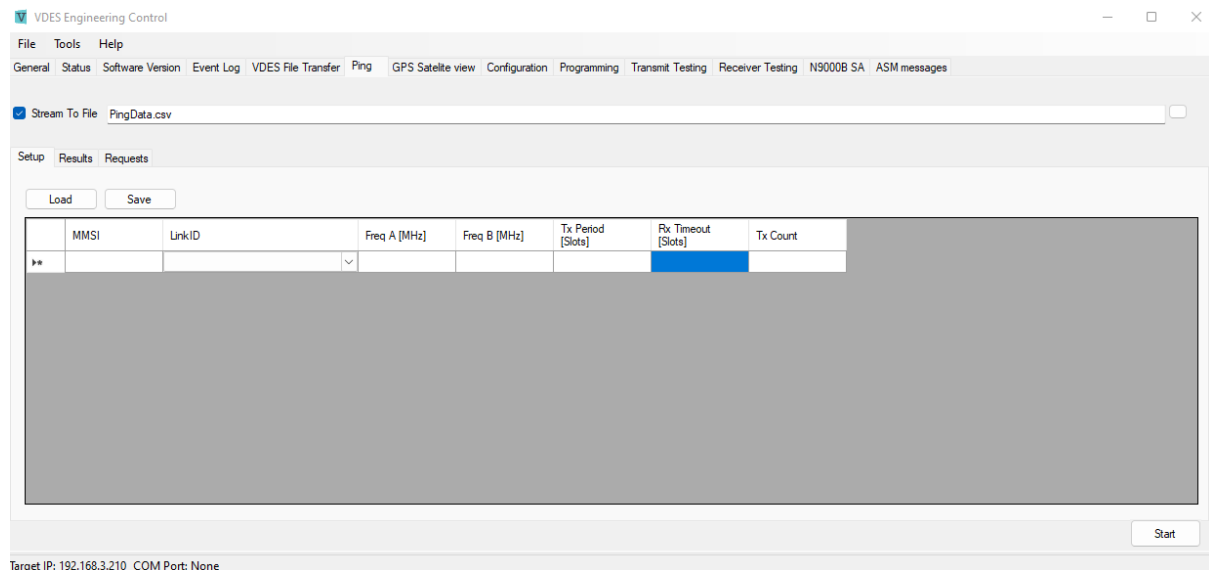 VDES Engineering Control
File Tools Help
General Status Software Version Event Log VDES File Transfer Ping GPS Satelite view Configuration Programming Transmit Testing Receiver Testing N9000B SA ASM messages
Stream To File PingData.csv
Setup Results Requests
Load Save
MMSI LinkID Freq A [MHz] Freq B [MHz] Tx Period [Slots] Rx Timeout [Slots] Tx Count
Start
Target IP: 192.168.3.210 COM Port: None